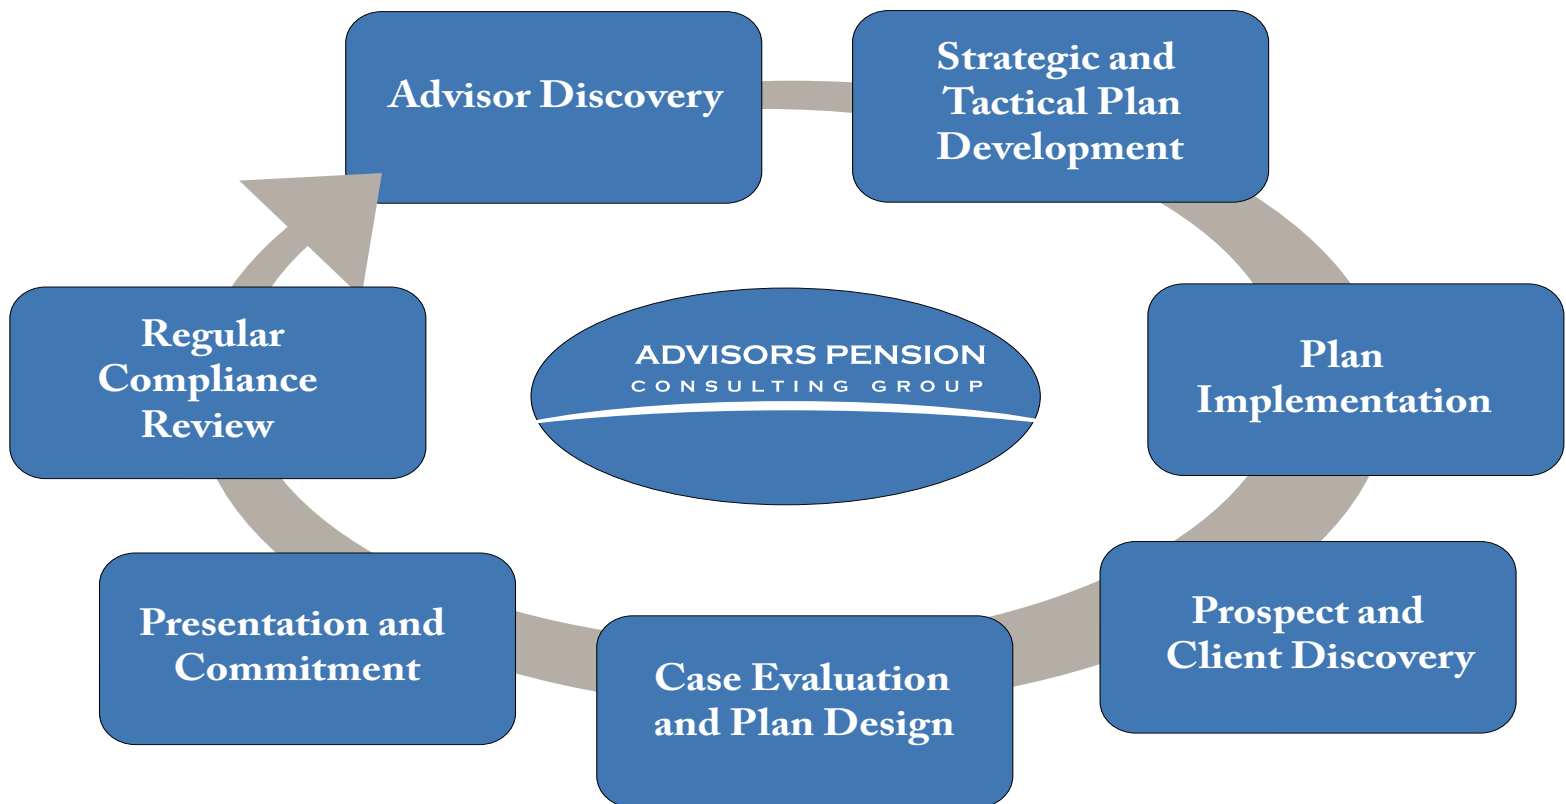 Advisor Discovery
Strategic and
Tactical Plan
Development
Plan
Implementation
Prospect and
Client Discovery
Case Evaluation
and Plan Design
Presentation and
Commitment
Regular
Compliance
Review
ADVISORS PENSION
CONSULTING GROUP